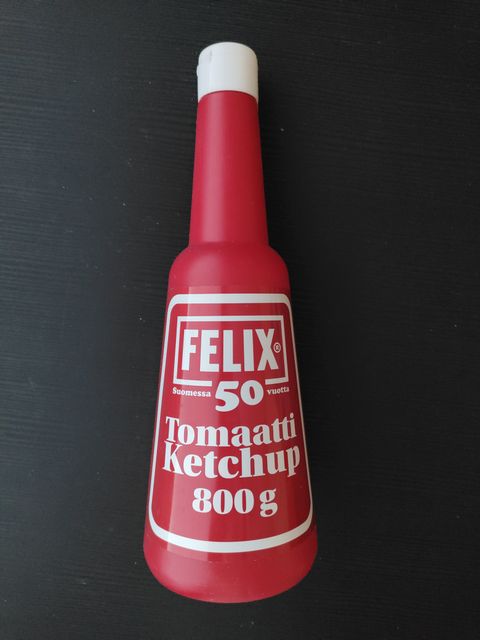 FELIX®
Suomessa 50 vuotta
Tomaatti
Ketchup
800 g